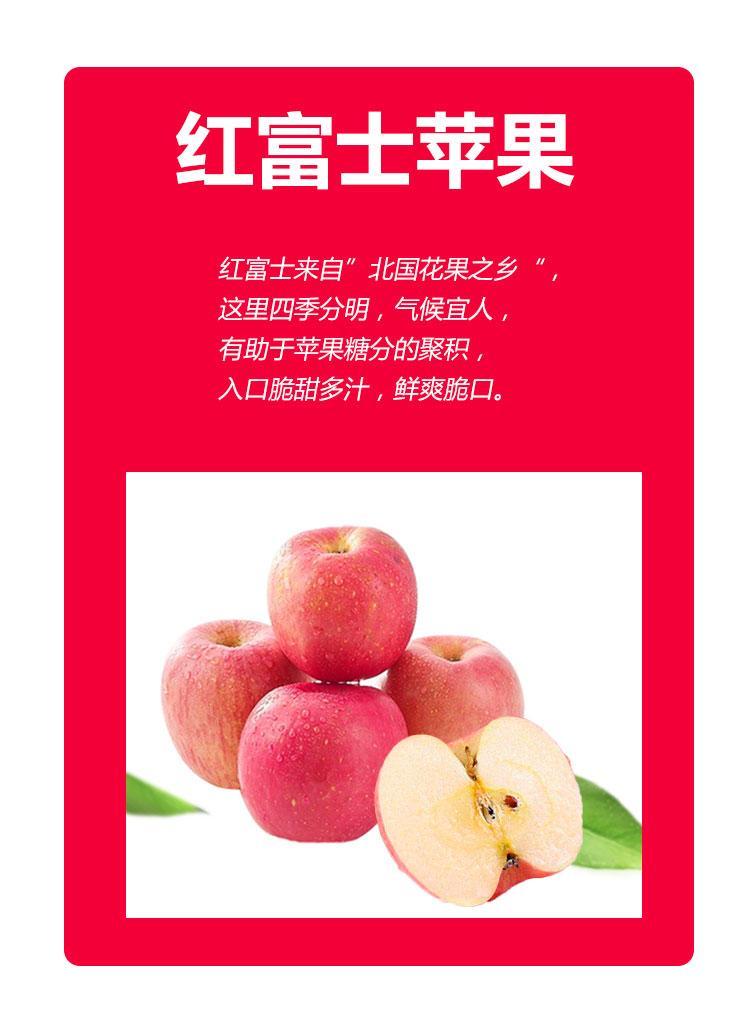 红富士苹果
红富士来自”北国花果之乡“，
这里四季分明，气候宜人，
有助于苹果糖分的聚积，
入口脆甜多汁，鲜爽脆口。